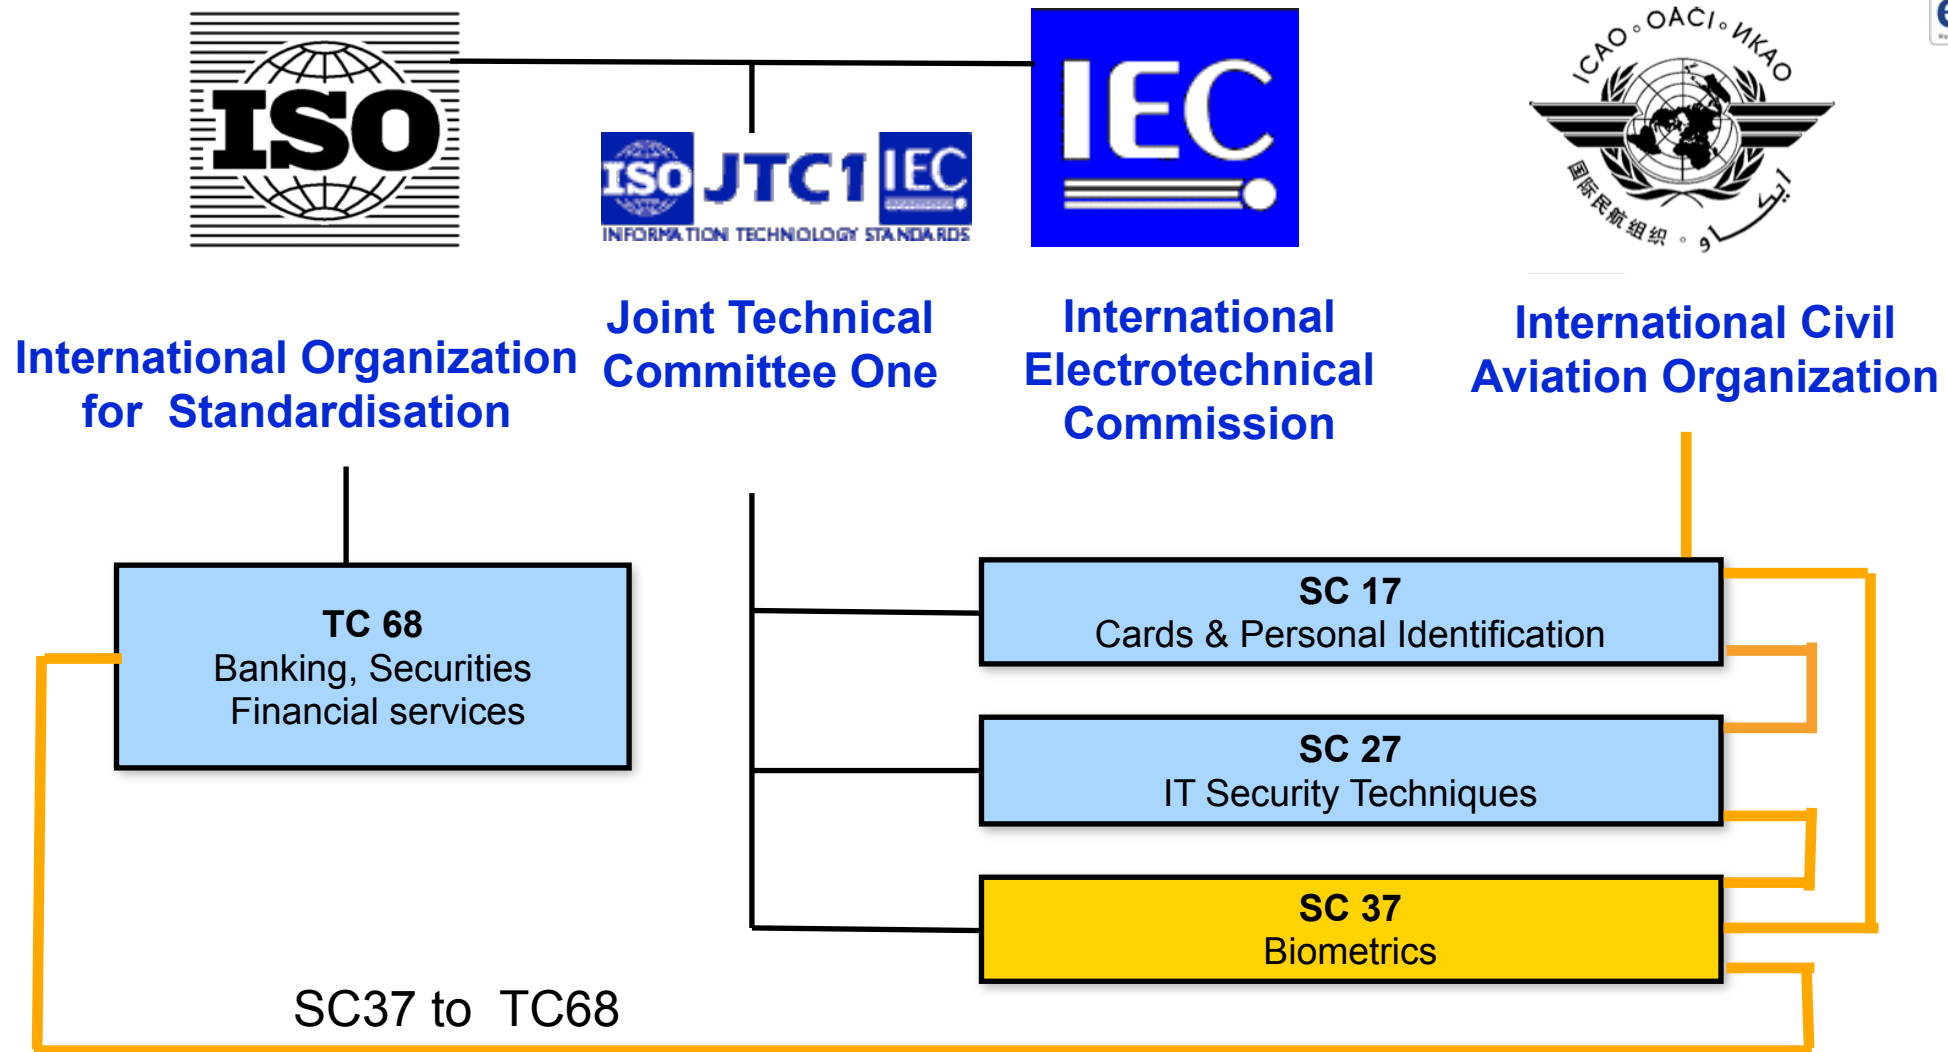 ISO
IEC
ICAO ◦ OACI ◦ ИКАО
国际民航组织 ◦ ايكاو
ISO JTC1 IEC
INFORMATION TECHNOLOGY STANDARDS
International Organization
for Standardisation
Joint Technical
Committee One
International
Electrotechnical
Commission
International Civil
Aviation Organization
TC 68
Banking, Securities
Financial services
SC 17
Cards & Personal Identification
SC 27
IT Security Techniques
SC 37
Biometrics
SC37 to TC68